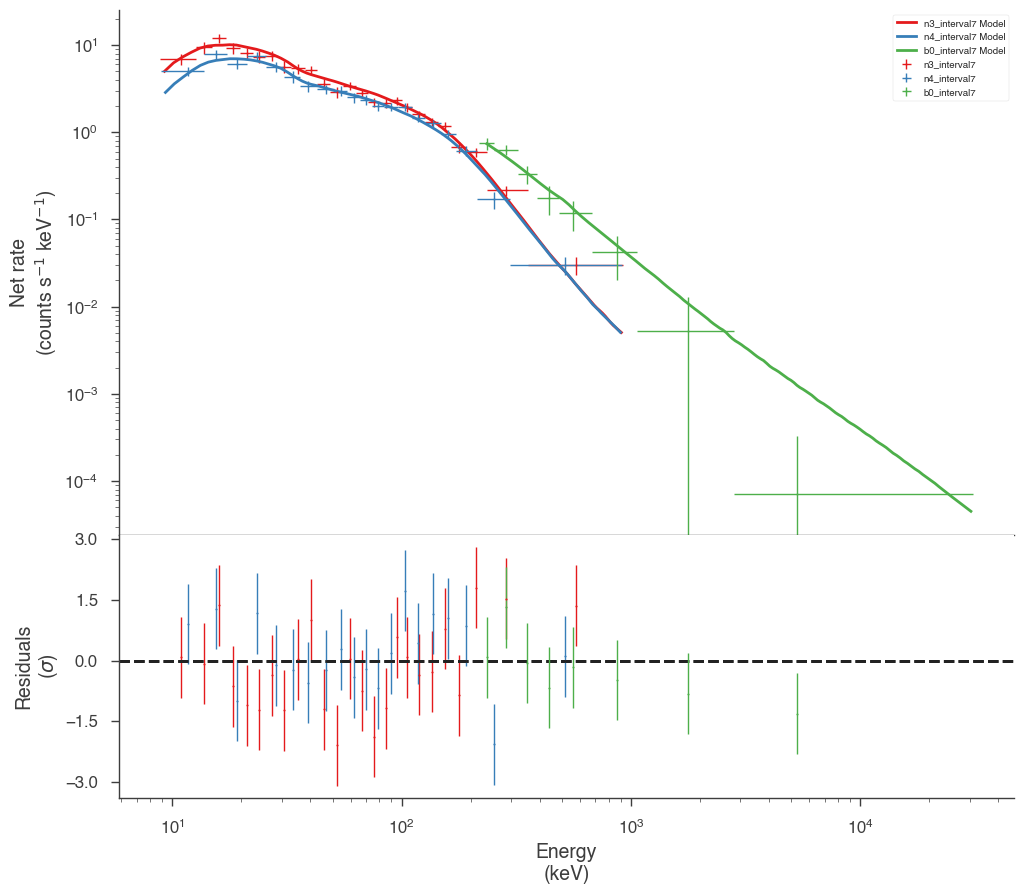 n3_interval7 Model
n4_interval7 Model
b0_interval7 Model
n3_interval7
n4_interval7
b0_interval7
Net rate
(counts s⁻¹ keV⁻¹)
10¹
10⁰
10⁻¹
10⁻²
10⁻³
10⁻⁴
Residuals
(σ)
3.0
1.5
0.0
−1.5
−3.0
10¹ 10² 10³ 10⁴
Energy
(keV)